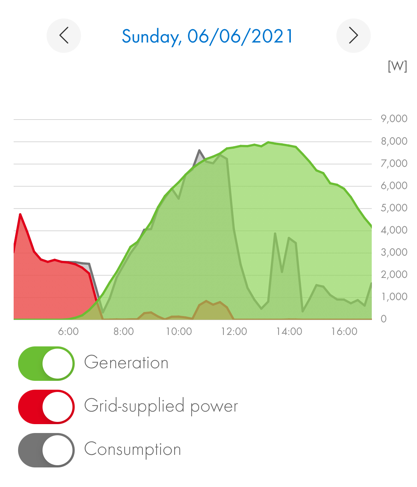 Sunday, 06/06/2021
[W]
9,000
8,000
7,000
6,000
5,000
4,000
3,000
2,000
1,000
0
6:00 8:00 10:00 12:00 14:00 16:00
Generation
Grid-supplied power
Consumption